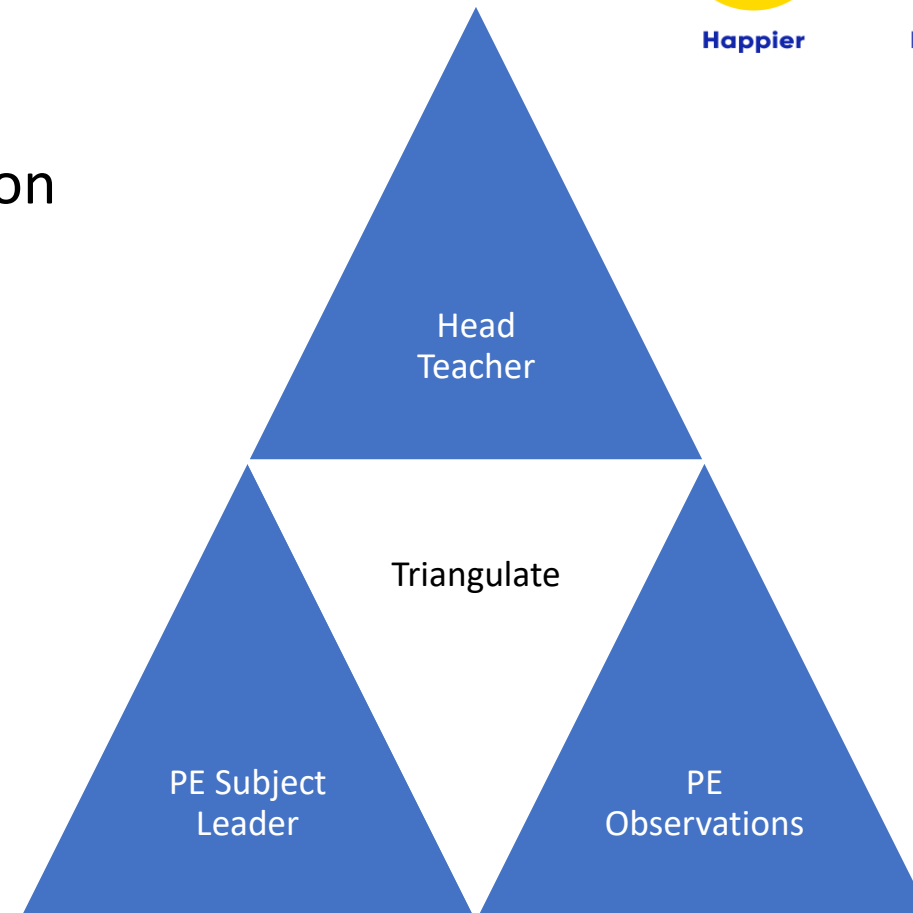 Happier
on
Head
Teacher
Triangulate
PE Subject
Leader
PE
Observations